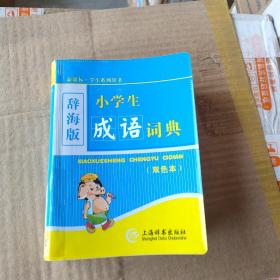 新课标·学生系列辞书
辞海版
小学生
成语词典
XIAOXUESHENG CHENGYU CIDIAN
(双色本)
上海辞书出版社
Shanghai Cishu Chubanshe